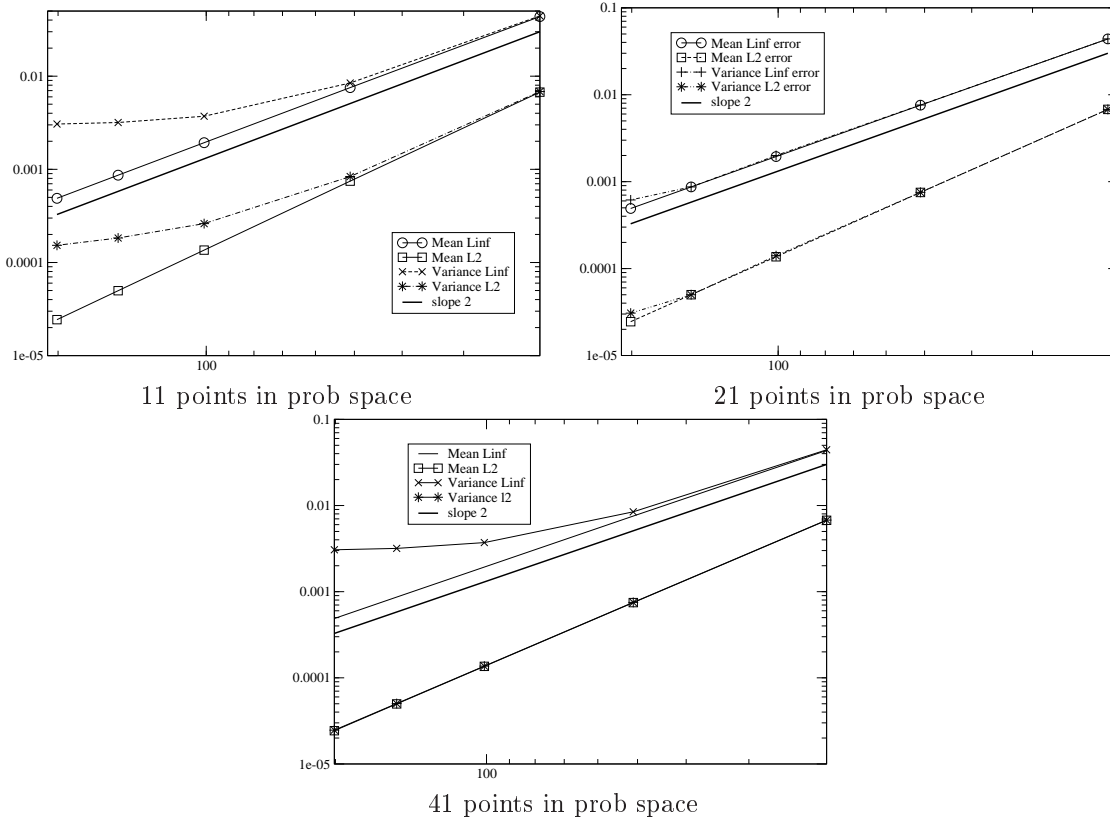 0.01
0.001
0.0001
1e-05
100
Mean Linf
Mean L2
Variance Linf
Variance L2
slope 2
11 points in prob space
0.1
0.01
0.001
0.0001
1e-05
100
Mean Linf error
Mean L2 error
Variance Linf error
Variance L2 error
slope 2
21 points in prob space
0.1
0.01
0.001
0.0001
1e-05
100
Mean Linf
Mean L2
Variance Linf
Variance l2
slope 2
41 points in prob space